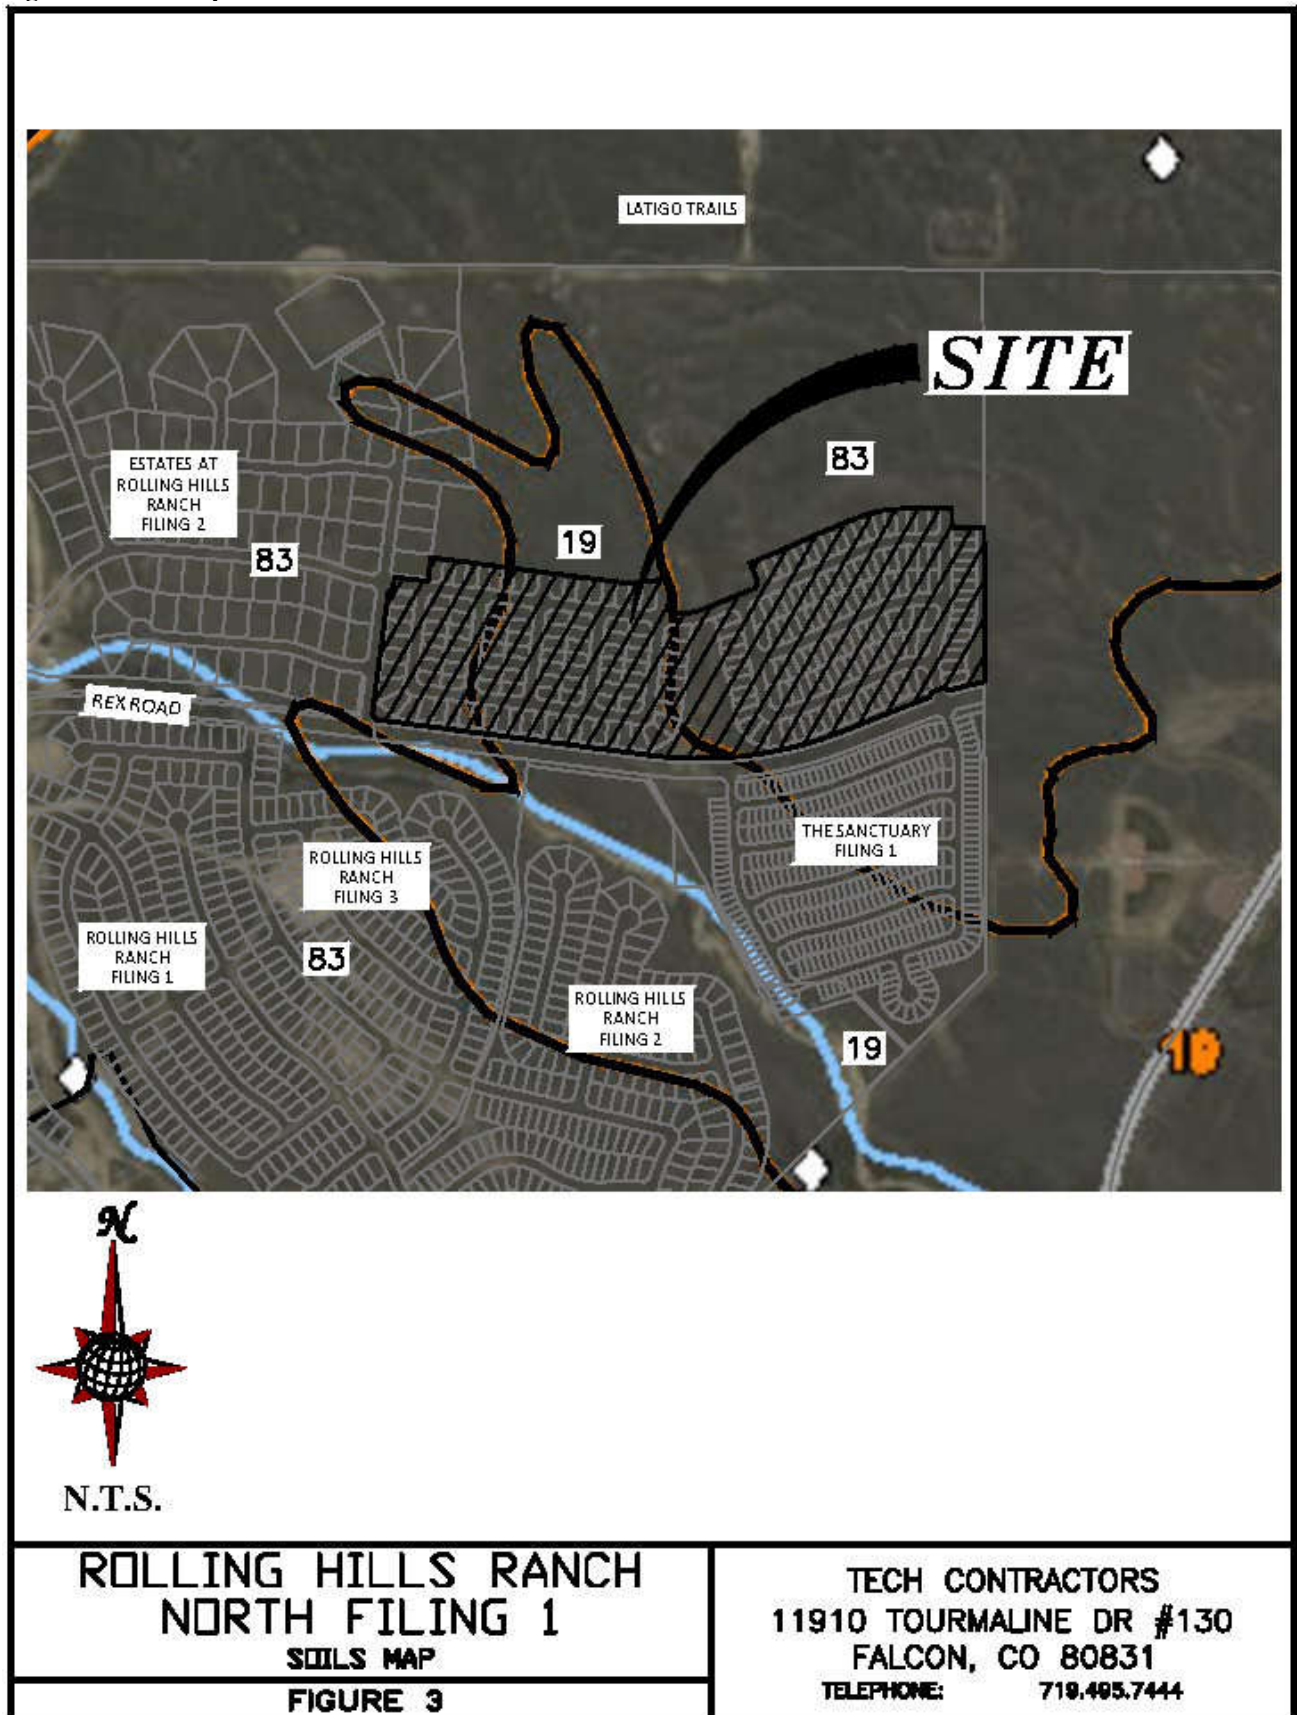 LATIGO TRAILS
SITE
83
ESTATES AT
ROLLING HILLS
RANCH
FILING 2
19
83
REX ROAD
THE SANCTUARY
FILING 1
ROLLING HILLS
RANCH
FILING 3
ROLLING HILLS
RANCH
FILING 1
83
ROLLING HILLS
RANCH
FILING 2
19
N
N.T.S.
ROLLING HILLS RANCH
NORTH FILING 1
SOILS MAP
FIGURE 3
TECH CONTRACTORS
11910 TOURMALINE DR #130
FALCON, CO 80831
TELEPHONE: 719.495.7444